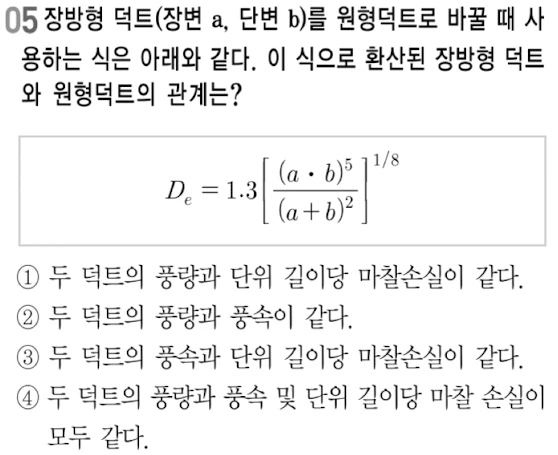 05 장방형 덕트(장변 a, 단변 b)를 원형덕트로 바꿀 때 사
용하는 식은 아래와 같다. 이 식으로 환산된 장방형 덕트
와 원형덕트의 관계는?
D_e = 1.3[(a・b)^5/(a+b)^2]^{1/8}
① 두 덕트의 풍량과 단위 길이당 마찰손실이 같다.
② 두 덕트의 풍량과 풍속이 같다.
③ 두 덕트의 풍속과 단위 길이당 마찰손실이 같다.
④ 두 덕트의 풍량과 풍속 및 단위 길이당 마찰 손실이
모두 같다.